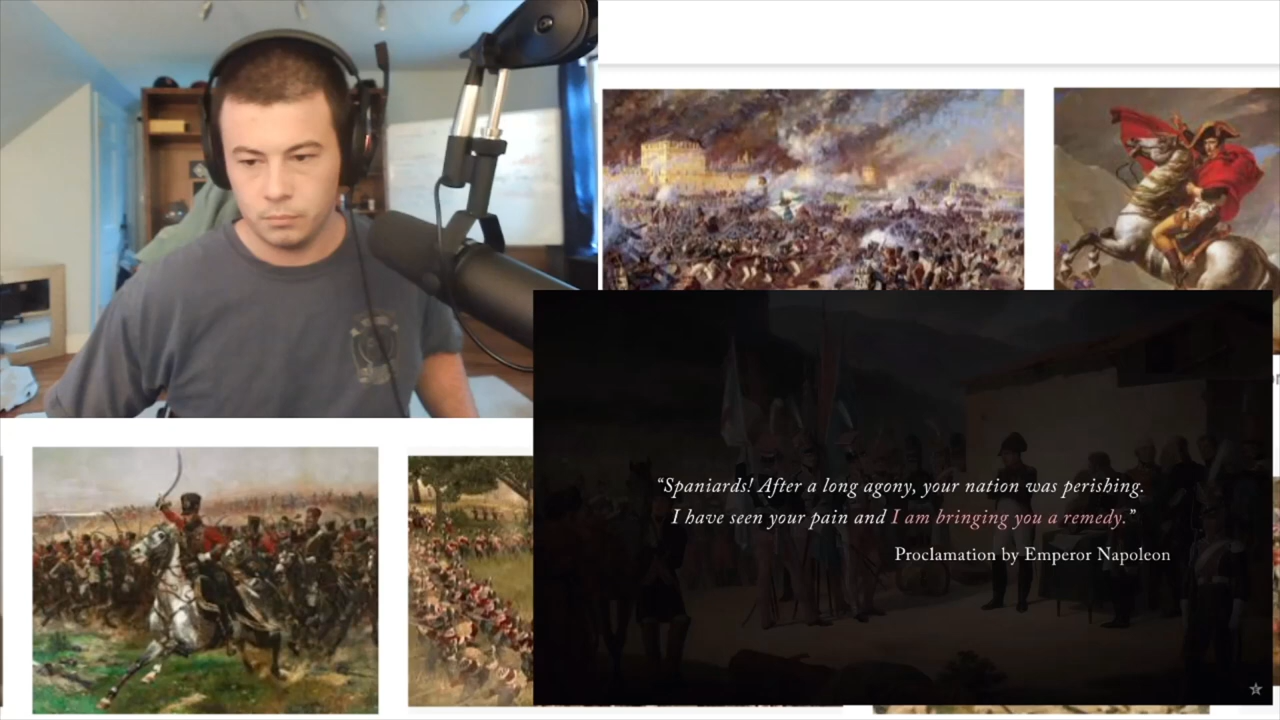 “Spaniards! After a long agony, your nation was perishing.
I have seen your pain and I am bringing you a remedy.”
Proclamation by Emperor Napoleon